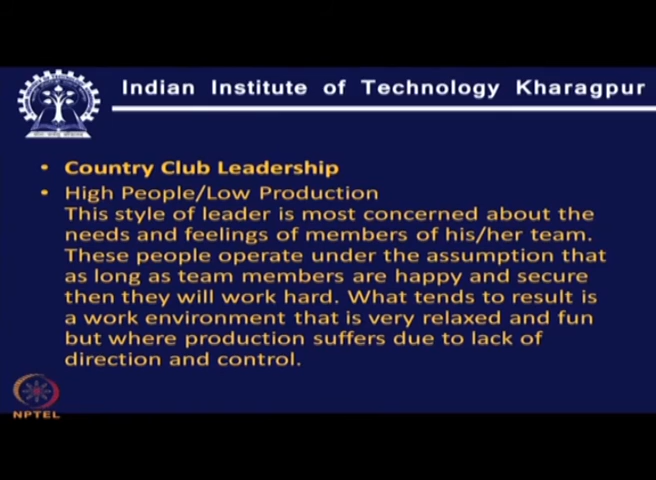 Indian Institute of Technology Kharagpur
• Country Club Leadership
• High People/Low Production
This style of leader is most concerned about the
needs and feelings of members of his/her team.
These people operate under the assumption that
as long as team members are happy and secure
then they will work hard. What tends to result is
a work environment that is very relaxed and fun
but where production suffers due to lack of
direction and control.
NPTEL